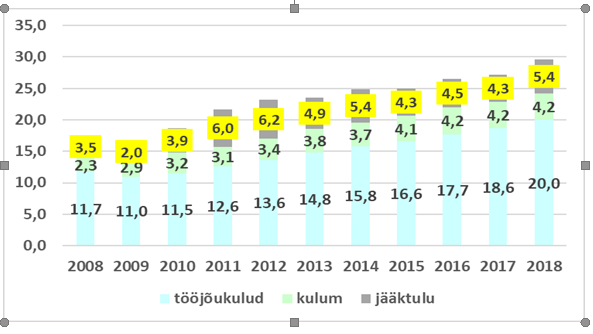 35,0
30,0
25,0
20,0
15,0
10,0
5,0
0,0
3,5 2,0 3,9 6,0 6,2 4,9 5,4 4,3 4,5 4,3 5,4
2,3 2,9 3,2 3,1 3,4 3,8 3,7 4,1 4,2 4,2 4,2
11,7 11,0 11,5 12,6 13,6 14,8 15,8 16,6 17,7 18,6 20,0
2008 2009 2010 2011 2012 2013 2014 2015 2016 2017 2018
tööjõukulud kulum jääktulu